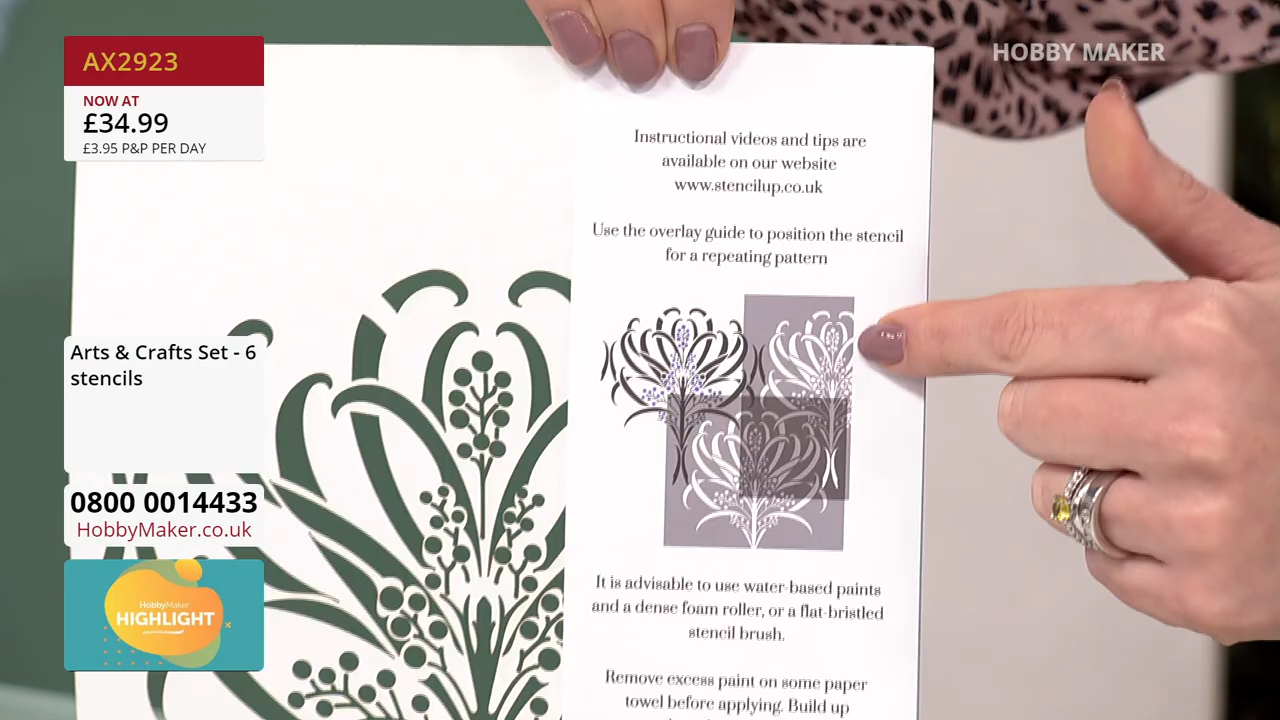 AX2923
NOW AT
£34.99
£3.95 P&P PER DAY
Arts & Crafts Set - 6
stencils
0800 0014433
HobbyMaker.co.uk
HobbyMaker
HIGHLIGHT
HOBBY MAKER
Instructional videos and tips are
available on our website
www.stencilup.co.uk
Use the overlay guide to position the stencil
for a repeating pattern
It is advisable to use water-based paints
and a dense foam roller, or a flat-bristled
stencil brush.
Remove excess paint on some paper
towel before applying. Build up